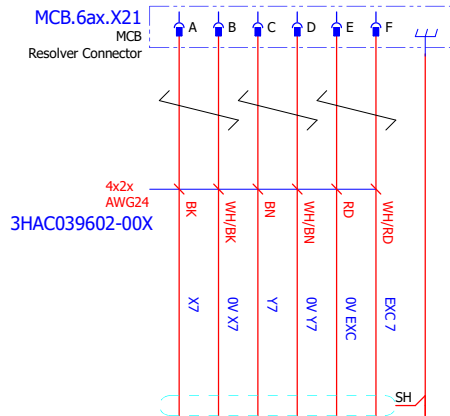 MCB.6ax.X21
MCB
Resolver Connector
A B C D E F
4x2x
AWG24
3HAC039602-00X
BK WH/BK BN WH/BN RD WH/RD
X7 0V X7 Y7 0V Y7 0V EXC EXC 7
SH